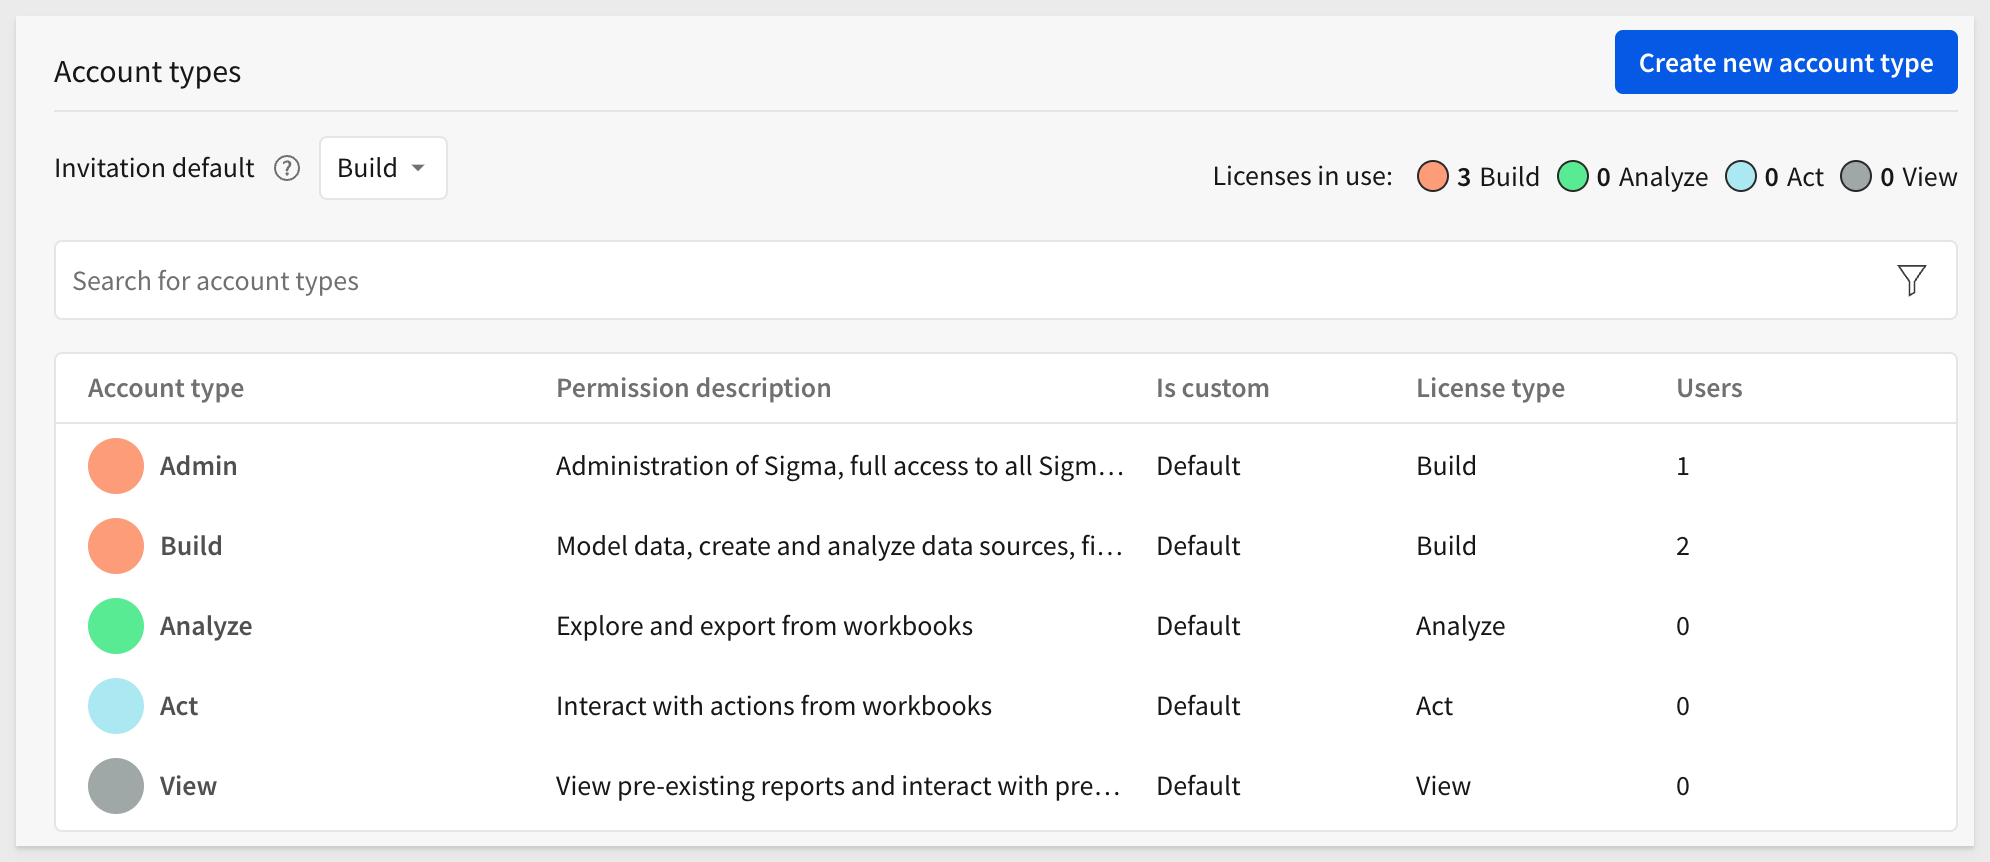 Account types
Create new account type
Invitation default ? Build
Licenses in use: 3 Build 0 Analyze 0 Act 0 View
Search for account types
Account type Permission description Is custom License type Users
Admin Administration of Sigma, full access to all Sigm… Default Build 1
Build Model data, create and analyze data sources, fi… Default Build 2
Analyze Explore and export from workbooks Default Analyze 0
Act Interact with actions from workbooks Default Act 0
View View pre-existing reports and interact with pre… Default View 0